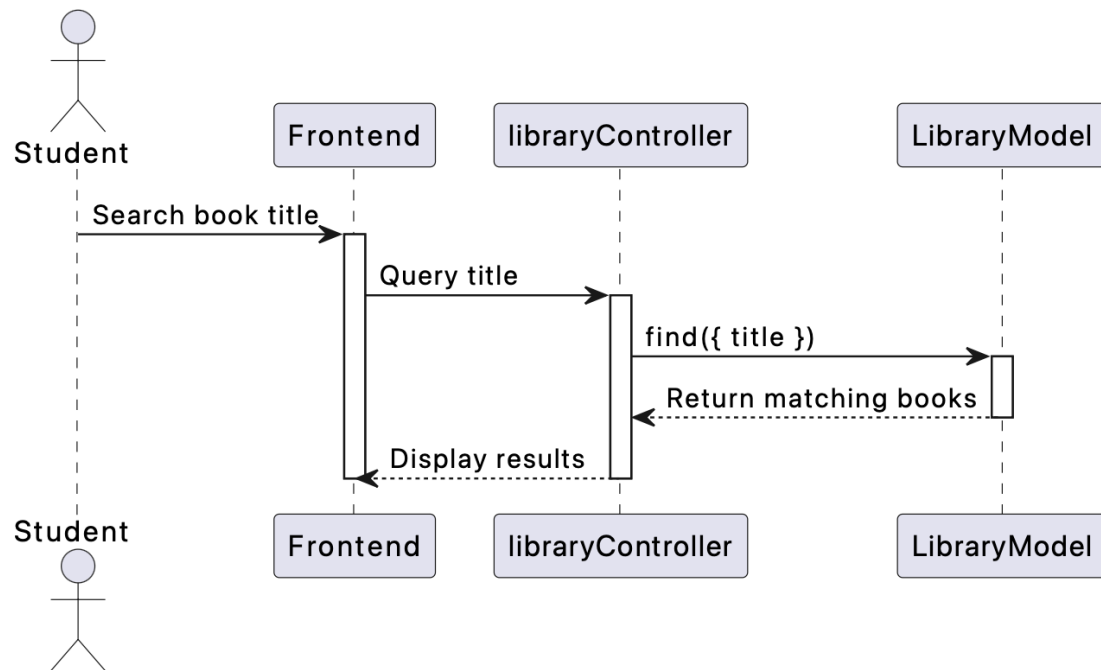 Student
Frontend
libraryController
LibraryModel
Search book title
Query title
find({ title })
Return matching books
Display results
Student
Frontend
libraryController
LibraryModel